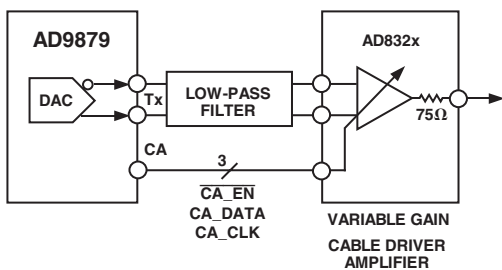 AD9879
DAC
Tx
LOW-PASS
FILTER
CA
3
CA_EN
CA_DATA
CA_CLK
AD832x
75Ω
VARIABLE GAIN
CABLE DRIVER
AMPLIFIER